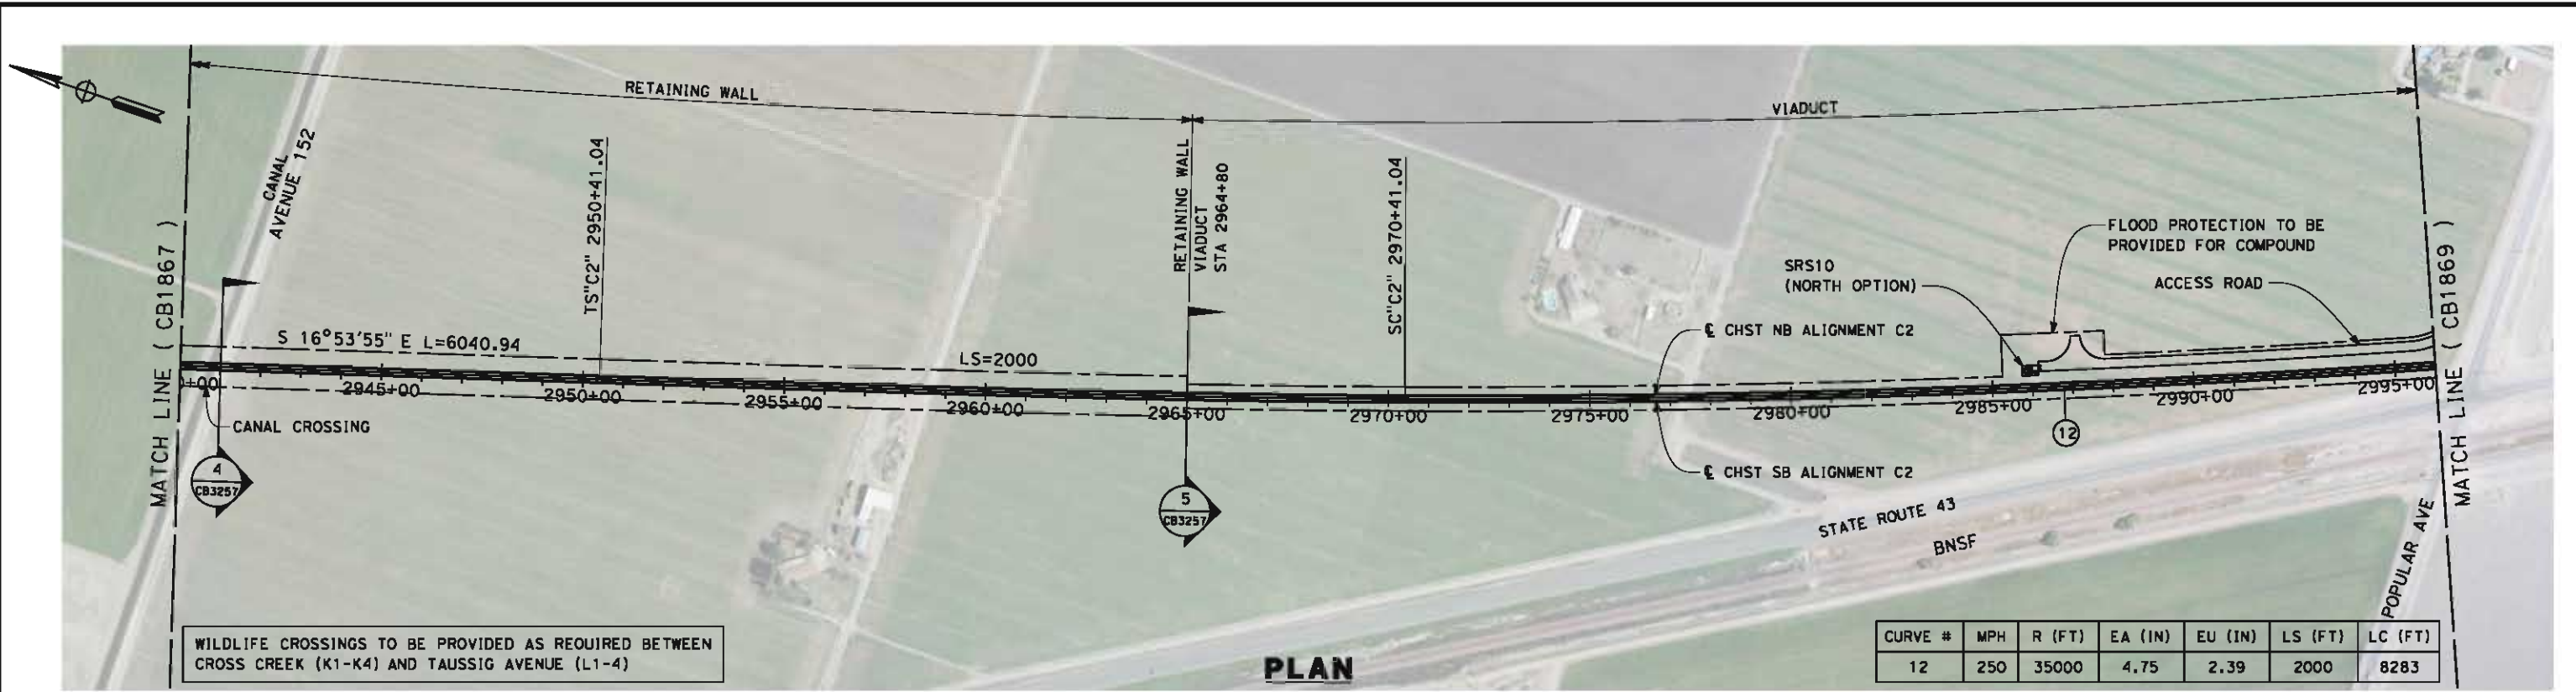 RETAINING WALL
VIADUCT
CANAL
AVENUE 152
TS"C2" 2950+41.04
RETAINING WALL
VIADUCT
STA 2964+80
SC"C2" 2970+41.04
MATCH LINE ( CB1867 )
MATCH LINE ( CB1869 )
FLOOD PROTECTION TO BE
PROVIDED FOR COMPOUND
SRS10
(NORTH OPTION)
ACCESS ROAD
S 16°53'55" E L=6040.94
LS=2000
℄ CHST NB ALIGNMENT C2
0+00
2945+00
2950+00
2955+00
2960+00
2965+00
2970+00
2975+00
2980+00
2985+00
2990+00
2995+00
CANAL CROSSING
12
4
CB3257
5
CB3257
℄ CHST SB ALIGNMENT C2
STATE ROUTE 43
BNSF
POPULAR AVE
WILDLIFE CROSSINGS TO BE PROVIDED AS REQUIRED BETWEEN
CROSS CREEK (K1-K4) AND TAUSSIG AVENUE (L1-4)
PLAN
CURVE # MPH R (FT) EA (IN) EU (IN) LS (FT) LC (FT)
12 250 35000 4.75 2.39 2000 8283